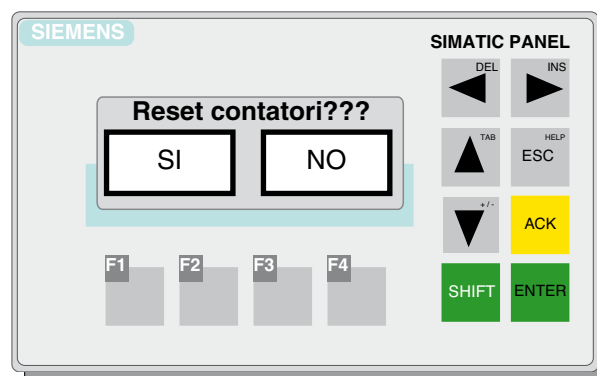 SIEMENS
SIMATIC PANEL
DEL
INS
Reset contatori???
SI
NO
TAB
HELP
ESC
+/-
ACK
F1
F2
F3
F4
SHIFT
ENTER